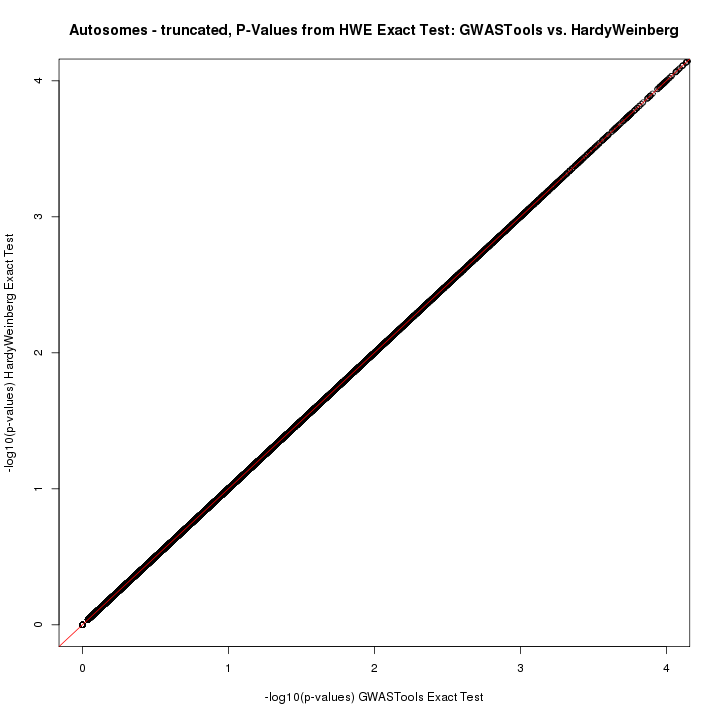 Autosomes - truncated, P-Values from HWE Exact Test: GWASTools vs. HardyWeinberg
-log10(p-values) HardyWeinberg Exact Test
4
3
2
1
0
0 1 2 3 4
-log10(p-values) GWASTools Exact Test